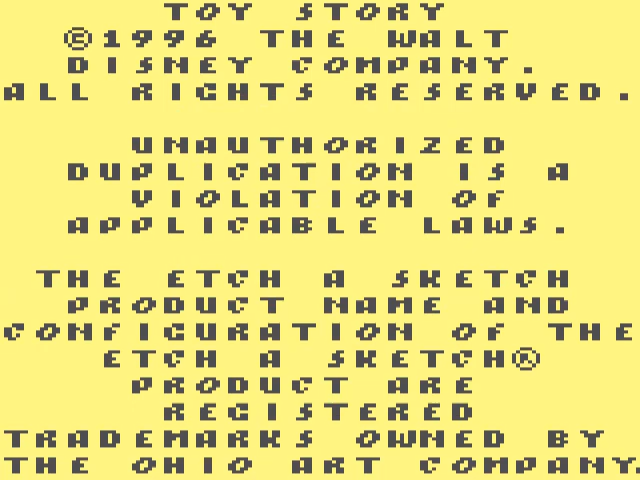 TOY STORY
©1996 THE WALT
DISNEY COMPANY.
ALL RIGHTS RESERVED.
UNAUTHORIZED
DUPLICATION IS A
VIOLATION OF
APPLICABLE LAWS.
THE ETCH A SKETCH
PRODUCT NAME AND
CONFIGURATION OF THE
ETCH A SKETCH®
PRODUCT ARE
REGISTERED
TRADEMARKS OWNED BY
THE OHIO ART COMPANY.